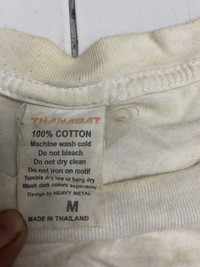 THANABAT
100% COTTON
Machine wash cold
Do not bleach
Do not dry clean
Do not iron on motif
Tumble dry low or hang dry
Wash dark colors separately
Design by HEAVY METAL
M
MADE IN THAILAND